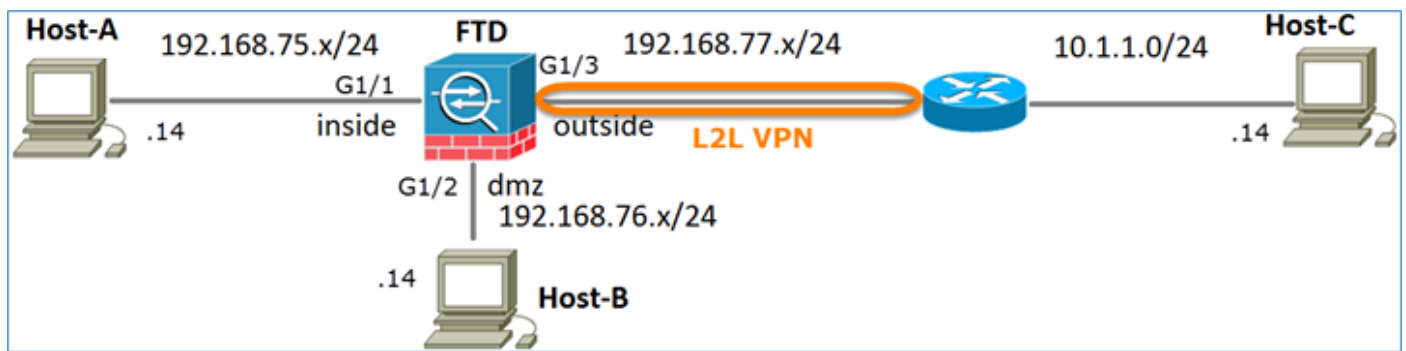 Host-A
192.168.75.x/24
FTD
192.168.77.x/24
10.1.1.0/24
Host-C
G1/1
G1/3
.14
inside
outside
L2L VPN
.14
G1/2
dmz
192.168.76.x/24
.14
Host-B